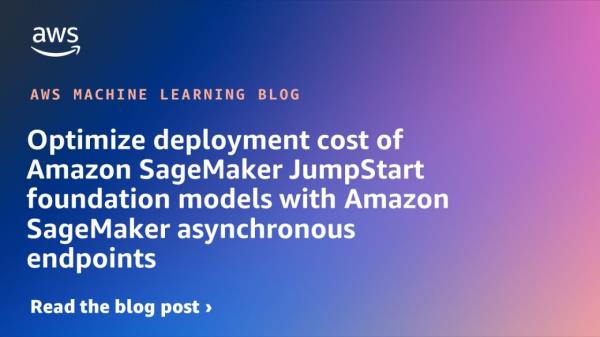 aws
AWS MACHINE LEARNING BLOG
Optimize deployment cost of
Amazon SageMaker JumpStart
foundation models with Amazon
SageMaker asynchronous
endpoints
Read the blog post ›